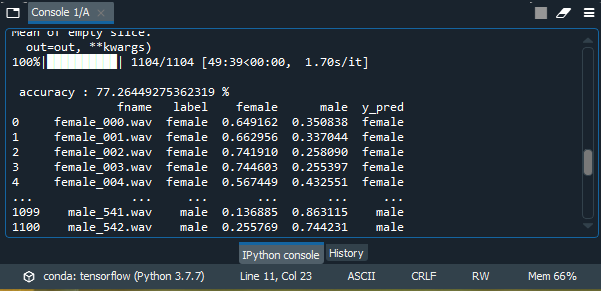 Console 1/A
Mean of empty slice.
  out=out, **kwargs)
100%|██████████| 1104/1104 [49:39<00:00,  1.70s/it]
 accuracy : 77.26449275362319 %
               fname   label    female      male  y_pred
0     female_000.wav  female  0.649162  0.350838  female
1     female_001.wav  female  0.662956  0.337044  female
2     female_002.wav  female  0.741910  0.258090  female
3     female_003.wav  female  0.744603  0.255397  female
4     female_004.wav  female  0.567449  0.432551  female
...              ...     ...       ...       ...     ...
1099    male_541.wav    male  0.136885  0.863115    male
1100    male_542.wav    male  0.255769  0.744231    male
IPython console History
conda: tensorflow (Python 3.7.7) Line 11, Col 23 ASCII CRLF RW Mem 66%